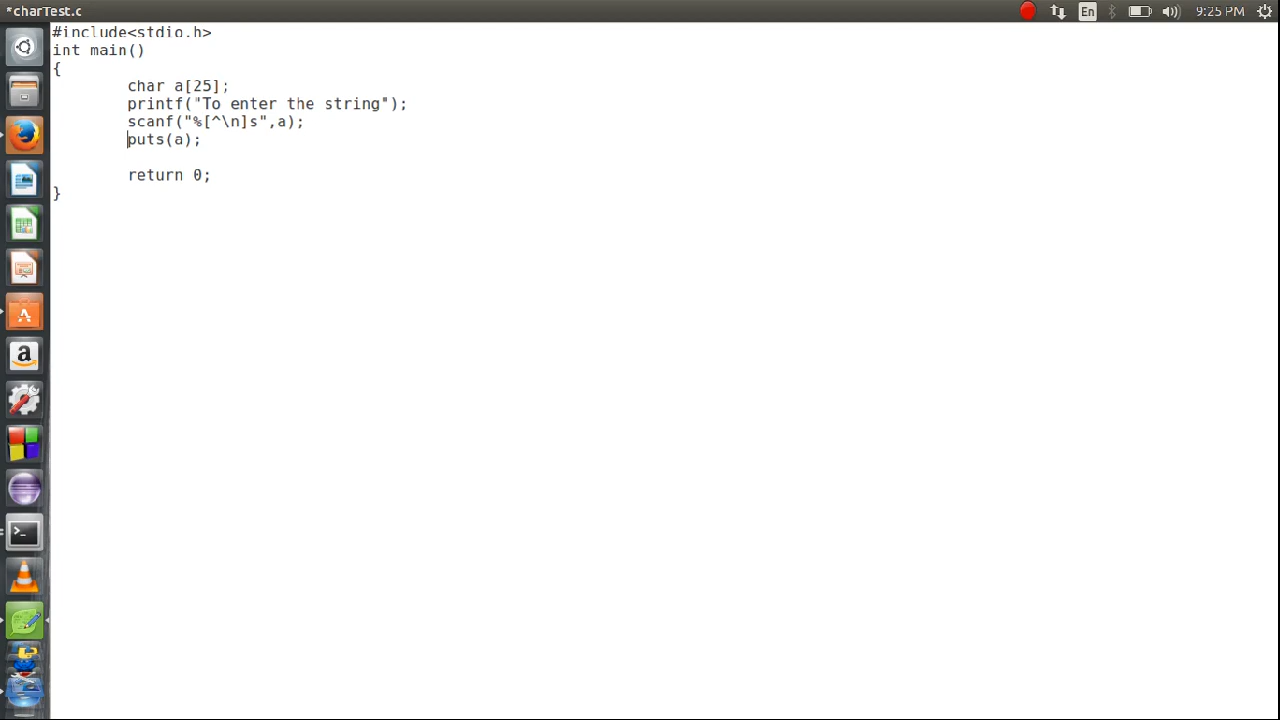 *charTest.c
En
9:25 PM
#include<stdio.h>
int main()
{
char a[25];
printf("To enter the string");
scanf("%[^\n]s",a);
puts(a);
return 0;
}